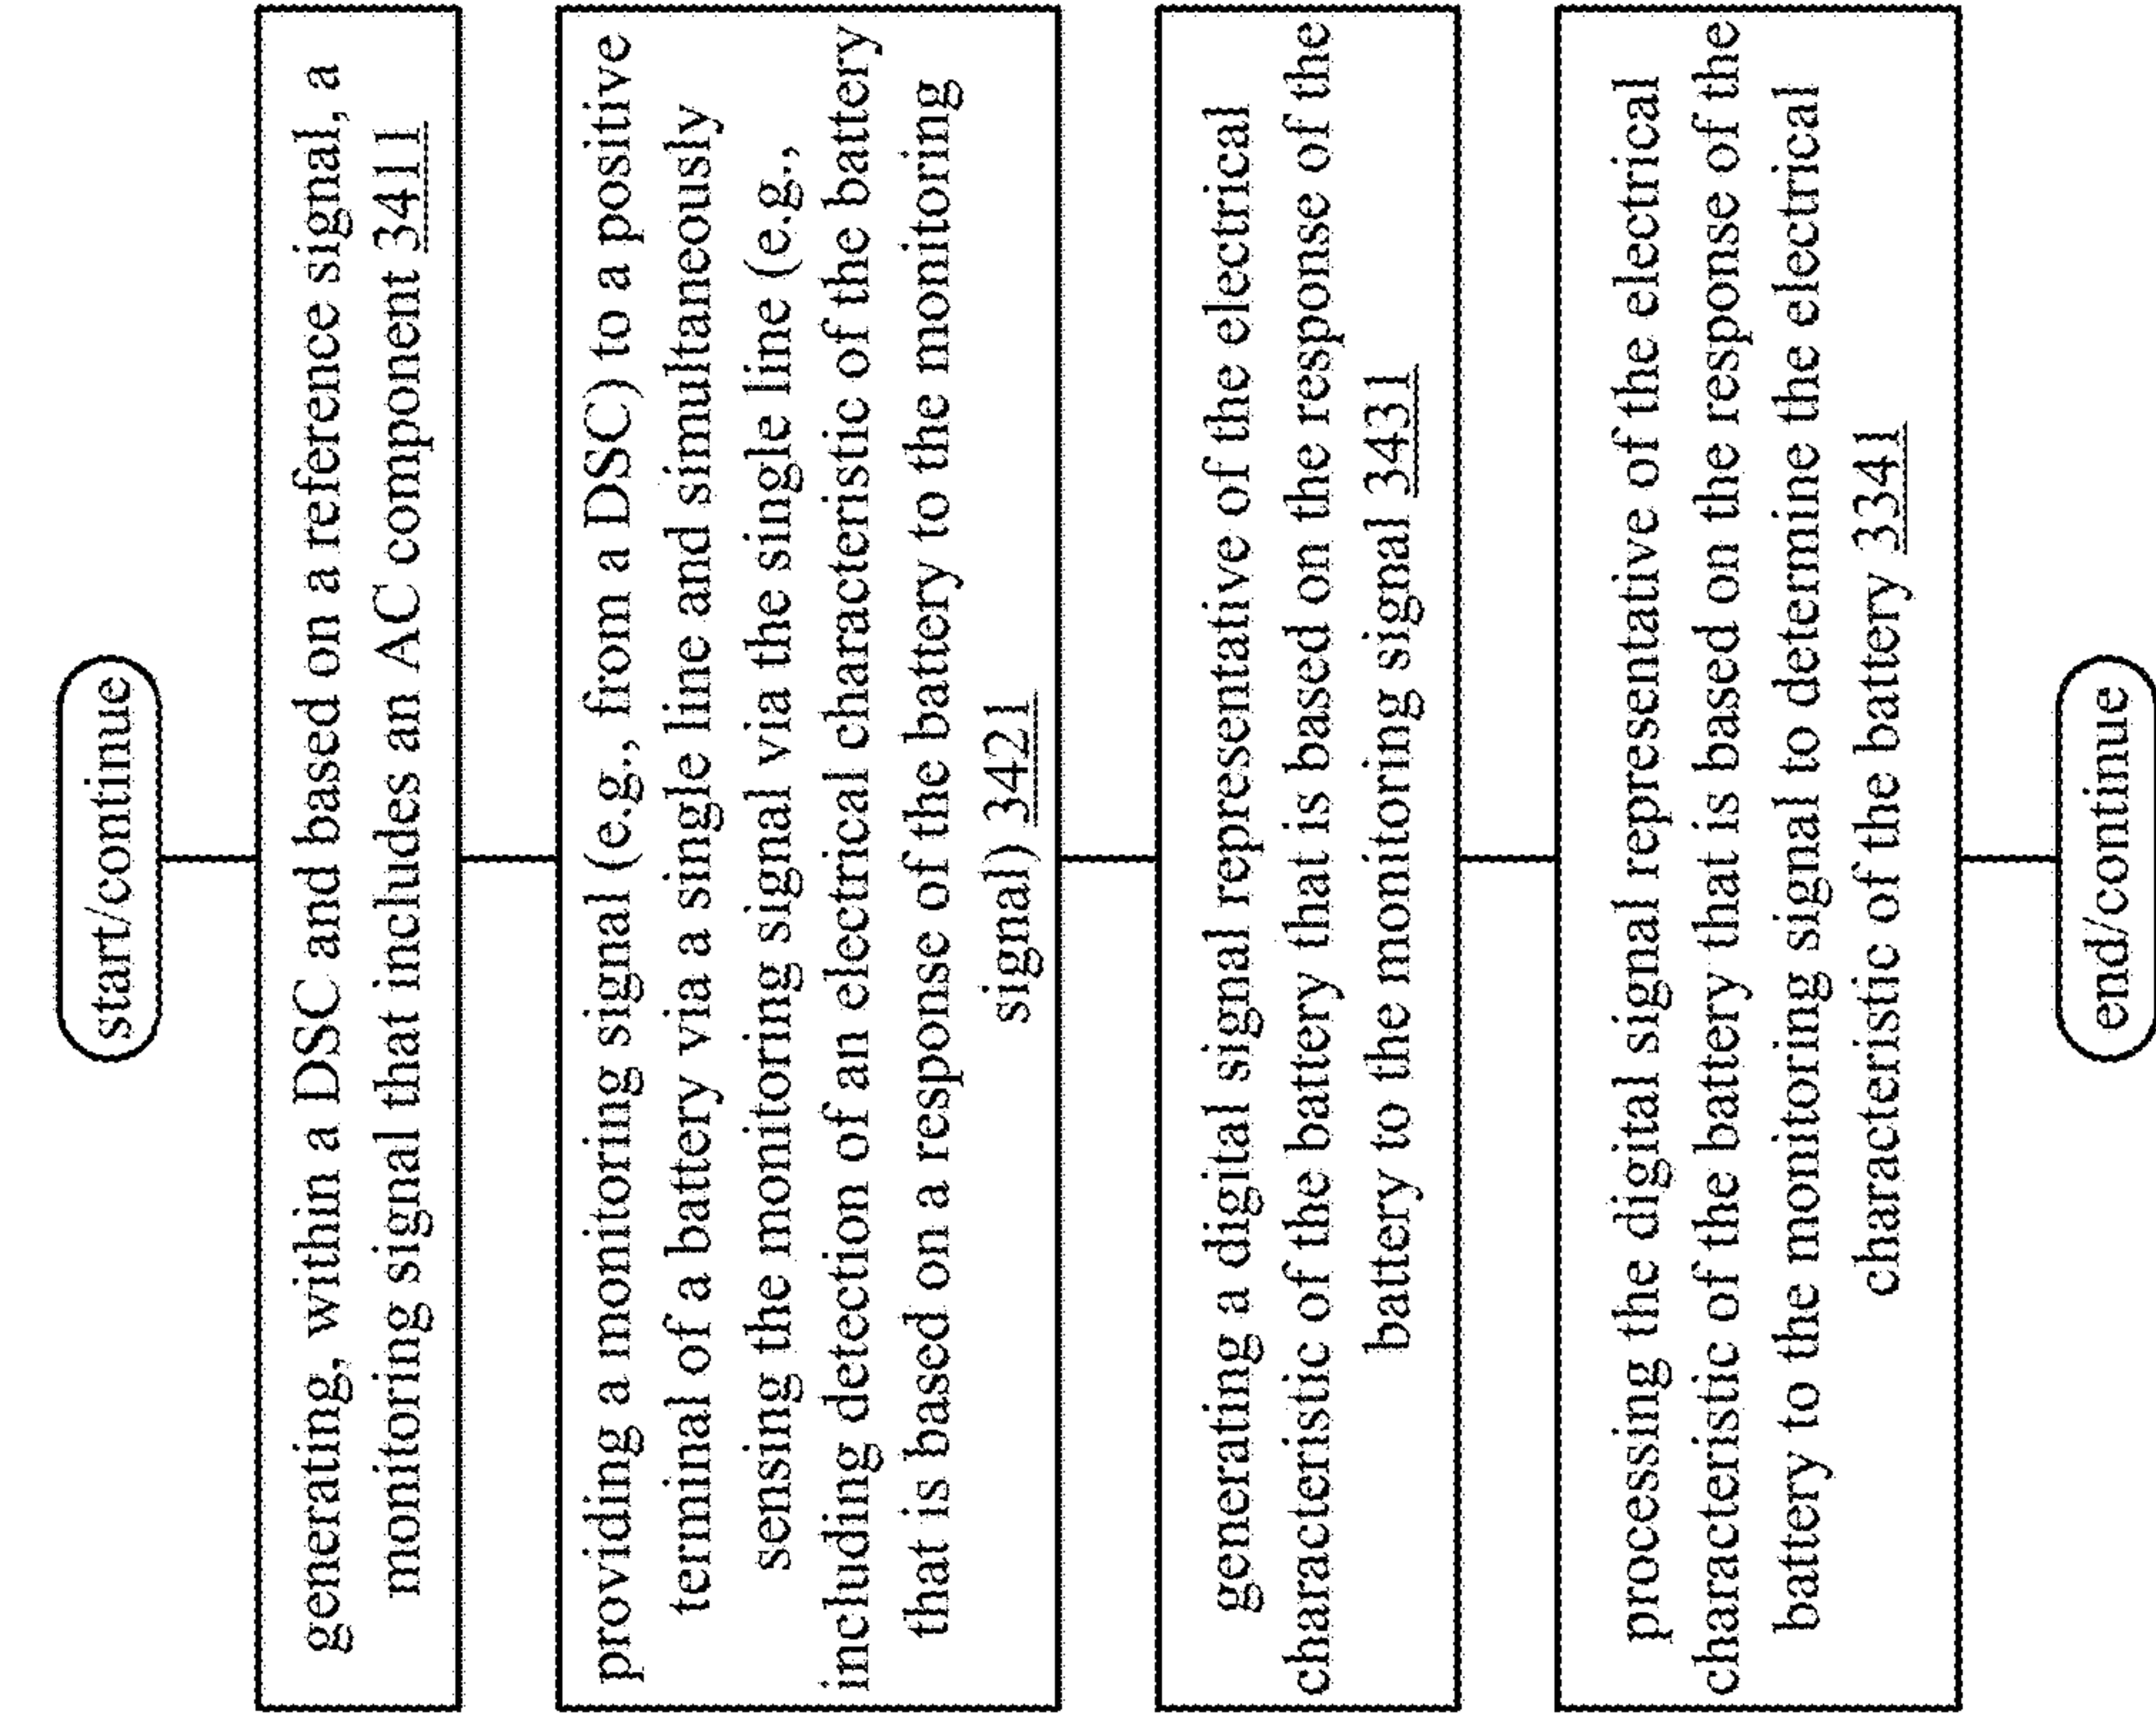 start/continue
generating, within a DSC and based on a reference signal, a
monitoring signal that includes an AC component 3411
providing a monitoring signal (e.g., from a DSC) to a positive
terminal of a battery via a single line and simultaneously
sensing the monitoring signal via the single line (e.g.,
including detection of an electrical characteristic of the battery
that is based on a response of the battery to the monitoring
signal) 3421
generating a digital signal representative of the electrical
characteristic of the battery that is based on the response of the
battery to the monitoring signal 3431
processing the digital signal representative of the electrical
characteristic of the battery that is based on the response of the
battery to the monitoring signal to determine the electrical
characteristic of the battery 3341
end/continue